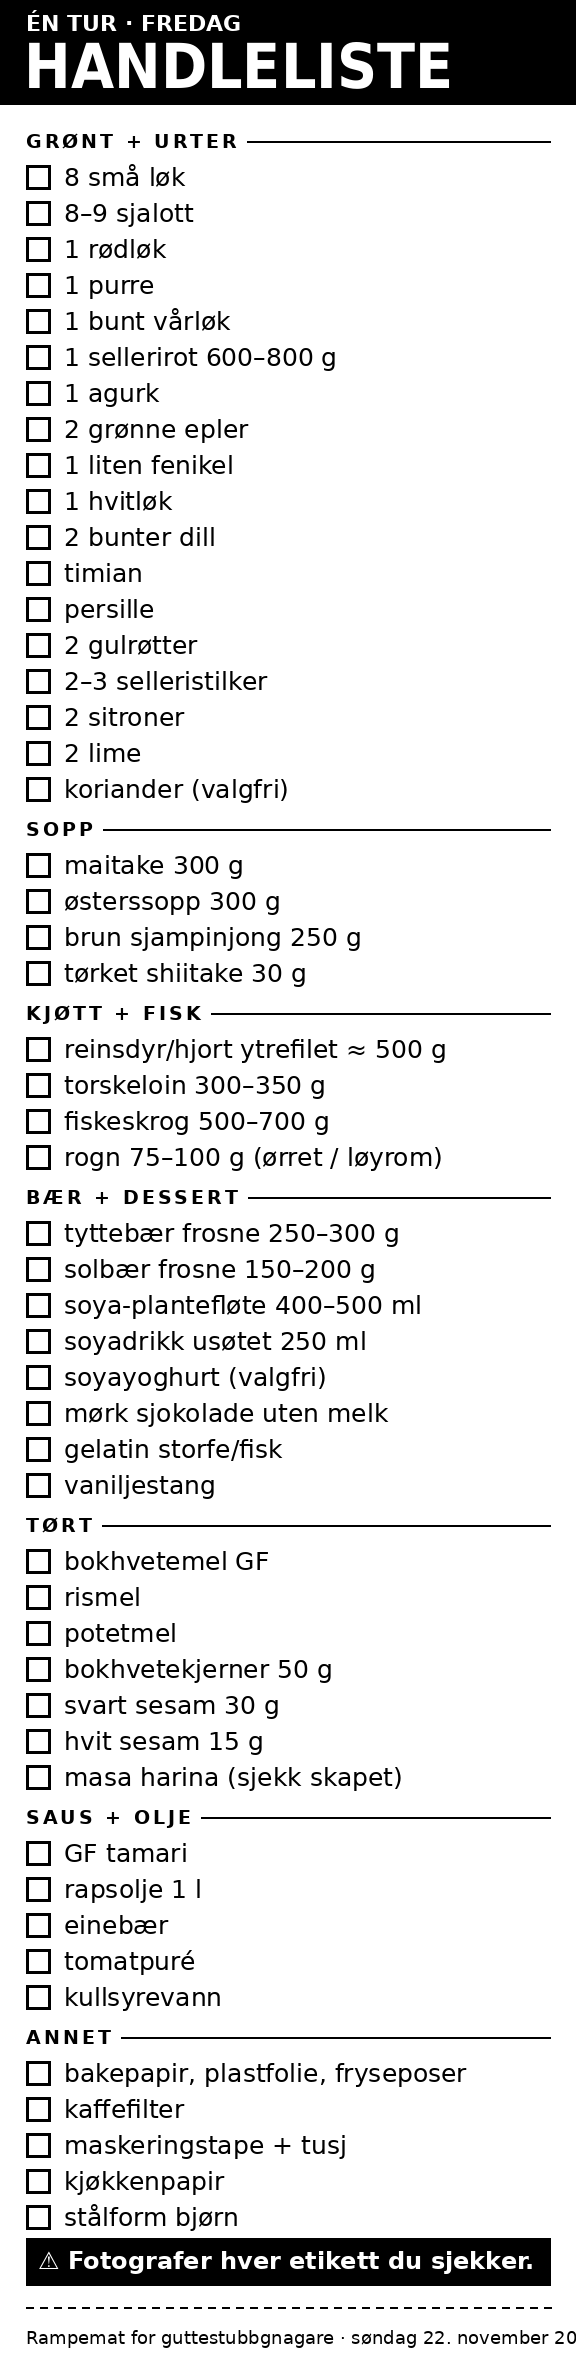 ÉN TUR · FREDAG
HANDLELISTE
GRØNT + URTER
8 små løk
8–9 sjalott
1 rødløk
1 purre
1 bunt vårløk
1 sellerirot 600–800 g
1 agurk
2 grønne epler
1 liten fenikel
1 hvitløk
2 bunter dill
timian
persille
2 gulrøtter
2–3 selleristilker
2 sitroner
2 lime
koriander (valgfri)
SOPP
maitake 300 g
østerssopp 300 g
brun sjampinjong 250 g
tørket shiitake 30 g
KJØTT + FISK
reinsdyr/hjort ytrefilet ≈ 500 g
torskeloin 300–350 g
fiskeskrog 500–700 g
rogn 75–100 g (ørret / løyrom)
BÆR + DESSERT
tyttebær frosne 250–300 g
solbær frosne 150–200 g
soya-plantefløte 400–500 ml
soyadrikk usøtet 250 ml
soyayoghurt (valgfri)
mørk sjokolade uten melk
gelatin storfe/fisk
vaniljestang
TØRT
bokhvetemel GF
rismel
potetmel
bokhvetekjerner 50 g
svart sesam 30 g
hvit sesam 15 g
masa harina (sjekk skapet)
SAUS + OLJE
GF tamari
rapsolje 1 l
einebær
tomatpuré
kullsyrevann
ANNET
bakepapir, plastfolie, fryseposer
kaffefilter
maskeringstape + tusj
kjøkkenpapir
stålform bjørn
⚠ Fotografer hver etikett du sjekker.
Rampemat for guttestubbgnagare · søndag 22. november 20